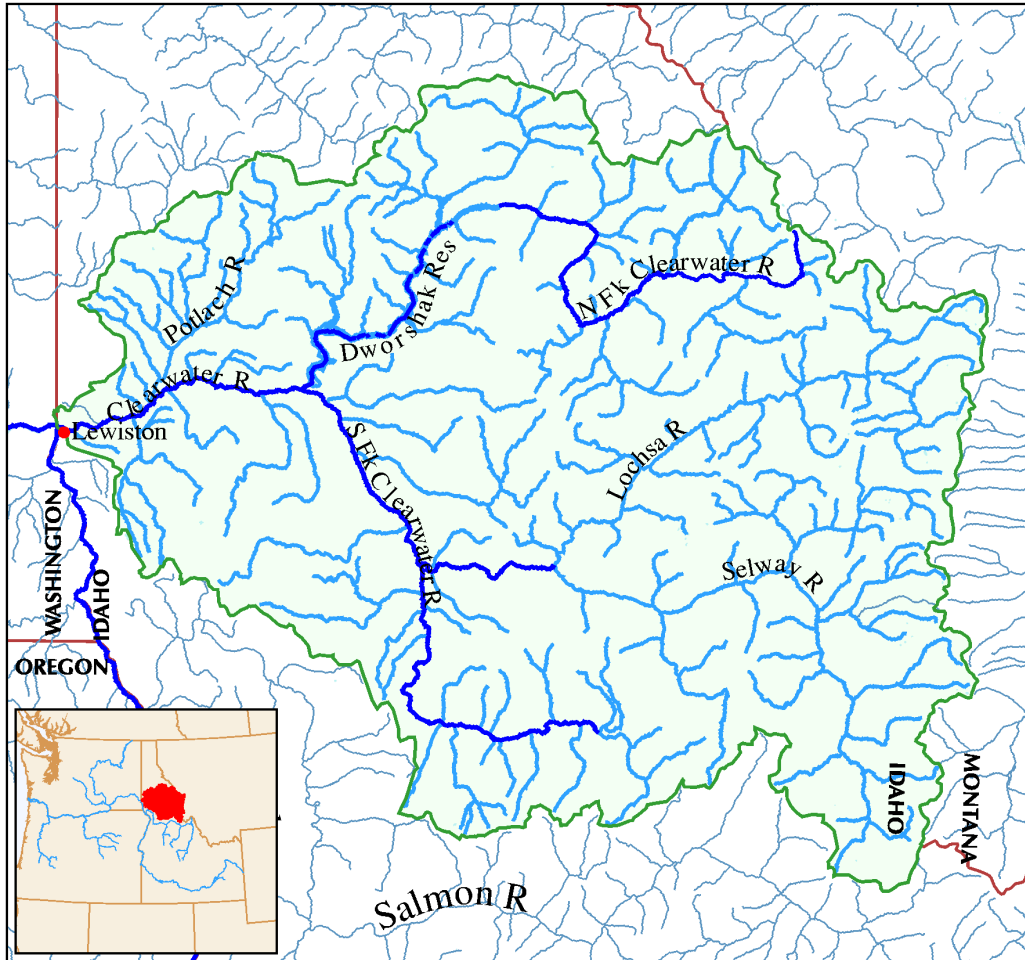 Potlach R
Dworshak Res
N Fk Clearwater R
Clearwater R
Lewiston
S Fk Clearwater R
Lochsa R
Selway R
WASHINGTON
IDAHO
OREGON
IDAHO
MONTANA
Salmon R